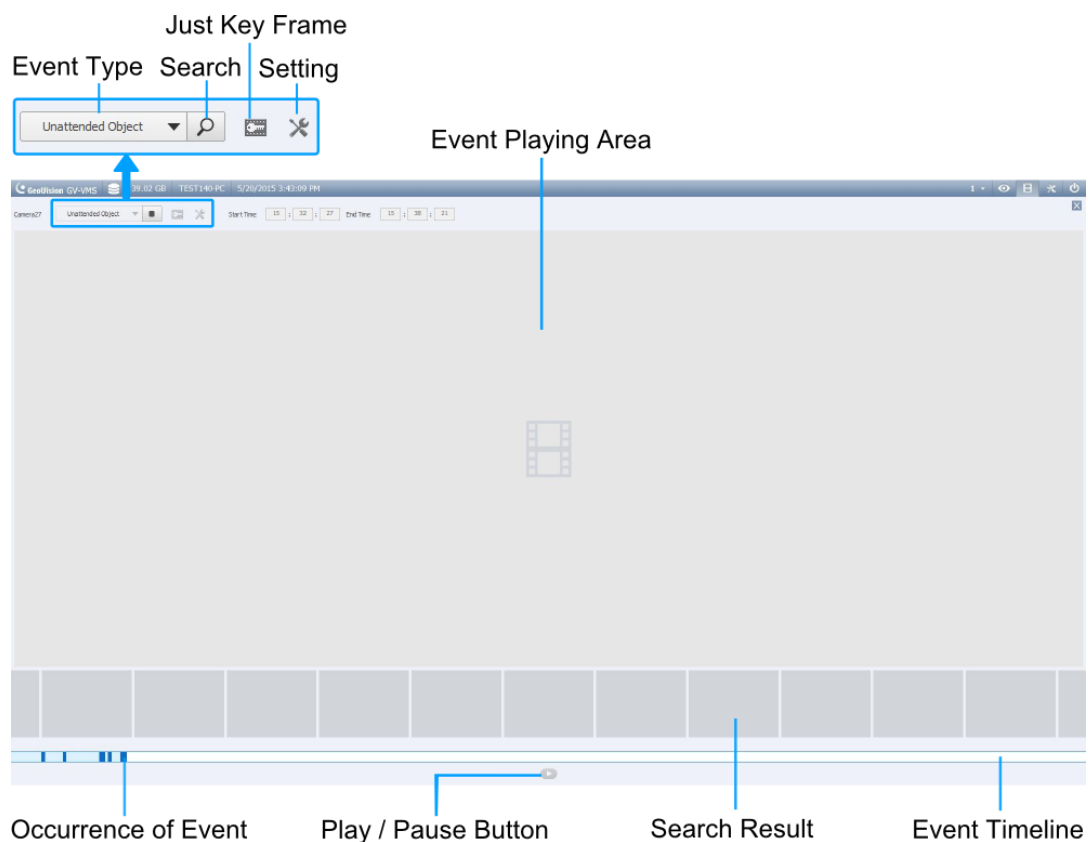 Just Key Frame
Event Type Search Setting
Unattended Object
Event Playing Area
GeoVision GV-VMS 39.02 GB TEST140-PC 5/20/2015 3:43:09 PM 1
Camera27 Unattended Object Start Time 15 : 32 : 27 End Time 15 : 38 : 21
Occurrence of Event Play / Pause Button Search Result Event Timeline